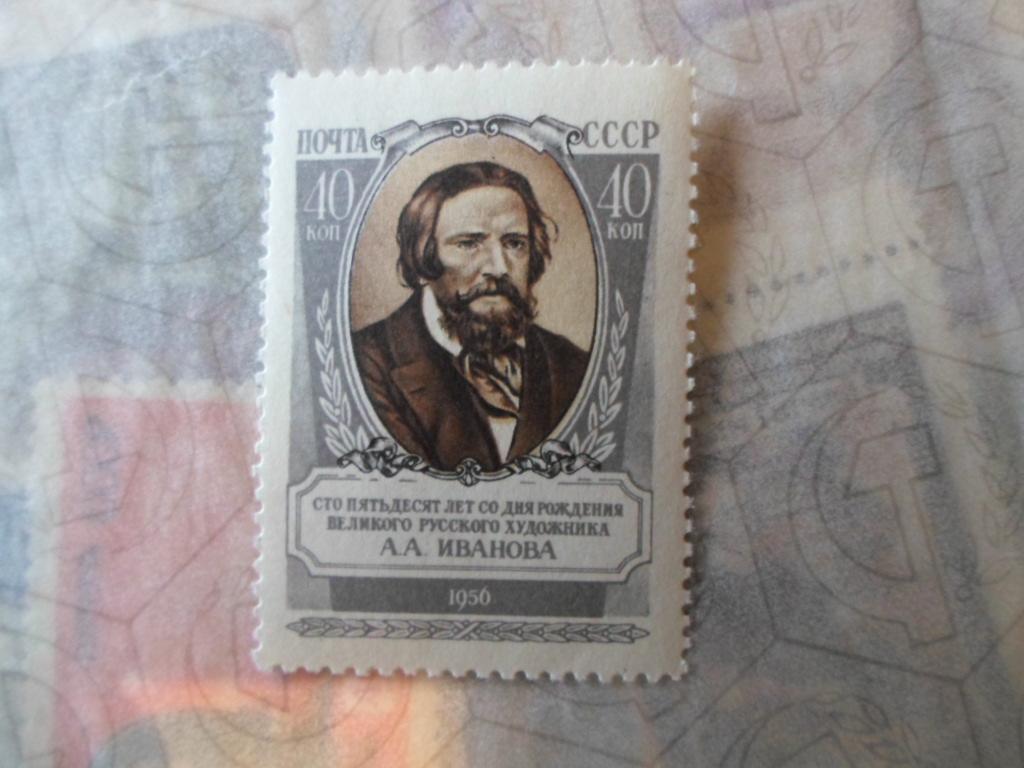 ПОЧТА СССР
40 40
КОП КОП
СТО ПЯТЬДЕСЯТ ЛЕТ СО ДНЯ РОЖДЕНИЯ
ВЕЛИКОГО РУССКОГО ХУДОЖНИКА
А.А. ИВАНОВА
1956